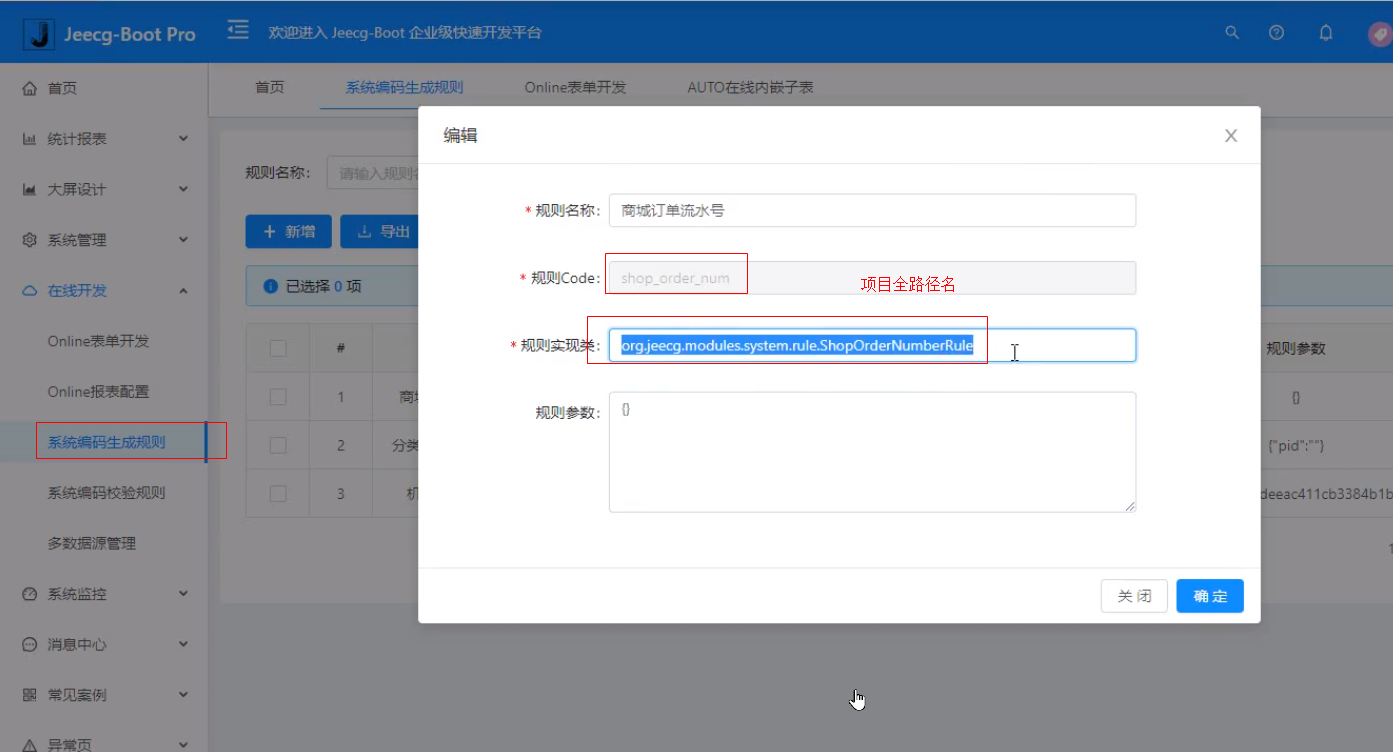 Jeecg-Boot Pro
欢迎进入 Jeecg-Boot 企业级快速开发平台
首页
统计报表
大屏设计
系统管理
在线开发
Online表单开发
Online报表配置
系统编码生成规则
系统编码校验规则
多数据源管理
系统监控
消息中心
常见案例
异常页
首页
系统编码生成规则
Online表单开发
AUTO在线内嵌子表
规则名称:
请输入规则
+ 新增
导出
已选择 0 项
#
规则参数
1
{}
2
分类
{"pid":""}
3
机
deeac411cb3384b1b
编辑
* 规则名称:
商城订单流水号
* 规则Code:
shop_order_num
项目全路径名
* 规则实现类:
org.jeecg.modules.system.rule.ShopOrderNumberRule
规则参数:
{}
关 闭
确 定